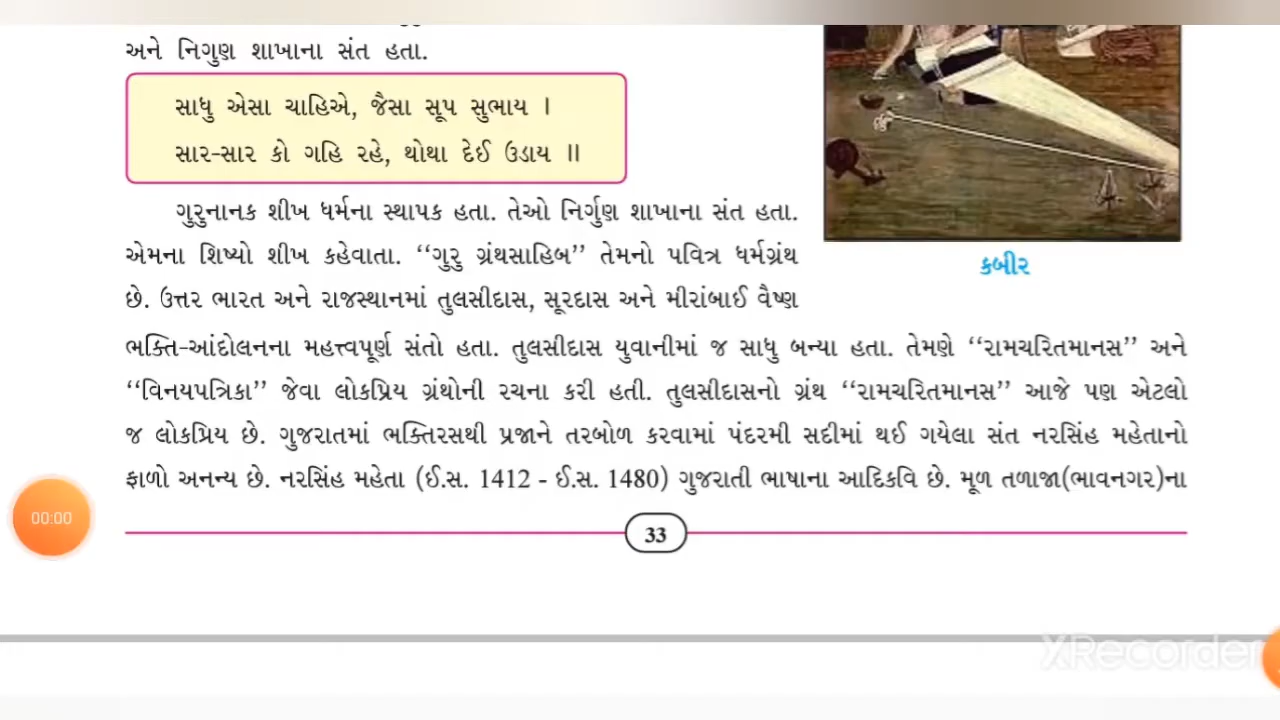 અને નિર્ગુણ શાખાના સંત હતા.
સાધુ એસા ચાહિએ, જૈસા સૂપ સુભાય ।
સાર-સાર કો ગહિ રહે, થોથા દેઈ ઉડાય ॥
ગુરુનાનક શીખ ધર્મના સ્થાપક હતા. તેઓ નિર્ગુણ શાખાના સંત હતા.
એમના શિષ્યો શીખ કહેવાતા. “ગુરુ ગ્રંથસાહિબ” તેમનો પવિત્ર ધર્મગ્રંથ
કબીર
છે. ઉત્તર ભારત અને રાજસ્થાનમાં તુલસીદાસ, સૂરદાસ અને મીરાંબાઈ વૈષ્ણ
ભક્તિ-આંદોલનના મહત્ત્વપૂર્ણ સંતો હતા. તુલસીદાસ યુવાનીમાં જ સાધુ બન્યા હતા. તેમણે “રામચરિતમાનસ” અને
“વિનયપત્રિકા” જેવા લોકપ્રિય ગ્રંથોની રચના કરી હતી. તુલસીદાસનો ગ્રંથ “રામચરિતમાનસ” આજે પણ એટલો
જ લોકપ્રિય છે. ગુજરાતમાં ભક્તિરસથી પ્રજાને તરબોળ કરવામાં પંદરમી સદીમાં થઈ ગયેલા સંત નરસિંહ મહેતાનો
ફાળો અનન્ય છે. નરસિંહ મહેતા (ઈ.સ. 1412 - ઈ.સ. 1480) ગુજરાતી ભાષાના આદિકવિ છે. મૂળ તળાજા(ભાવનગર)ના
00:00
33
XRecorder